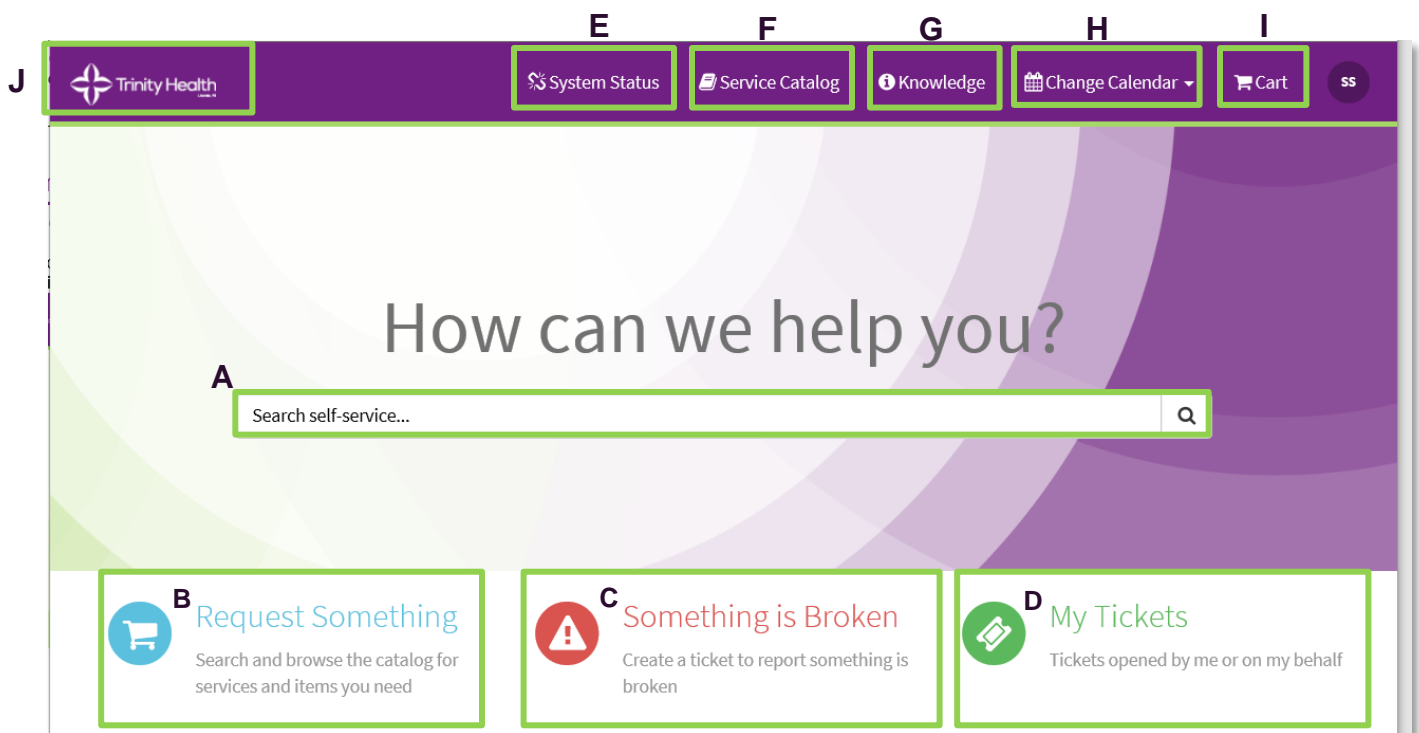 E F G H I
J Trinity Health System Status Service Catalog Knowledge Change Calendar Cart SS
How can we help you?
A
Search self-service...
B Request Something
Search and browse the catalog for
services and items you need
C Something is Broken
Create a ticket to report something is
broken
D My Tickets
Tickets opened by me or on my behalf